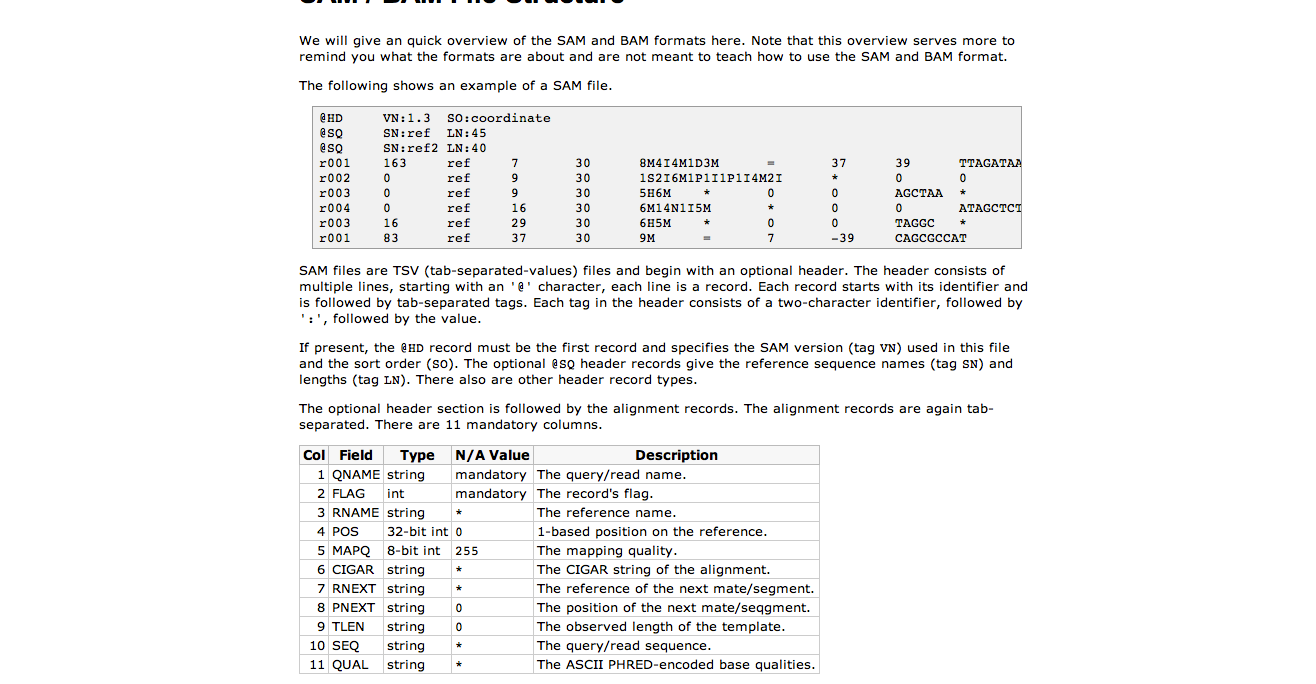 SAM / BAM File Structure
We will give an quick overview of the SAM and BAM formats here. Note that this overview serves more to
remind you what the formats are about and are not meant to teach how to use the SAM and BAM format.
The following shows an example of a SAM file.
@HD VN:1.3 SO:coordinate
@SQ SN:ref LN:45
@SQ SN:ref2 LN:40
r001 163 ref 7 30 8M4I4M1D3M = 37 39 TTAGATAA
r002 0 ref 9 30 1S2I6M1P1I1P1I4M2I * 0 0
r003 0 ref 9 30 5H6M * 0 0 AGCTAA *
r004 0 ref 16 30 6M14N1I5M * 0 0 ATAGCTCT
r003 16 ref 29 30 6H5M * 0 0 TAGGC *
r001 83 ref 37 30 9M = 7 -39 CAGCGCCAT
SAM files are TSV (tab-separated-values) files and begin with an optional header. The header consists of
multiple lines, starting with an '@' character, each line is a record. Each record starts with its identifier and
is followed by tab-separated tags. Each tag in the header consists of a two-character identifier, followed by
':', followed by the value.
If present, the @HD record must be the first record and specifies the SAM version (tag VN) used in this file
and the sort order (SO). The optional @SQ header records give the reference sequence names (tag SN) and
lengths (tag LN). There also are other header record types.
The optional header section is followed by the alignment records. The alignment records are again tab-
separated. There are 11 mandatory columns.
Col Field Type N/A Value Description
1 QNAME string mandatory The query/read name.
2 FLAG int mandatory The record's flag.
3 RNAME string * The reference name.
4 POS 32-bit int 0 1-based position on the reference.
5 MAPQ 8-bit int 255 The mapping quality.
6 CIGAR string * The CIGAR string of the alignment.
7 RNEXT string * The reference of the next mate/segment.
8 PNEXT string 0 The position of the next mate/seqgment.
9 TLEN string 0 The observed length of the template.
10 SEQ string * The query/read sequence.
11 QUAL string * The ASCII PHRED-encoded base qualities.